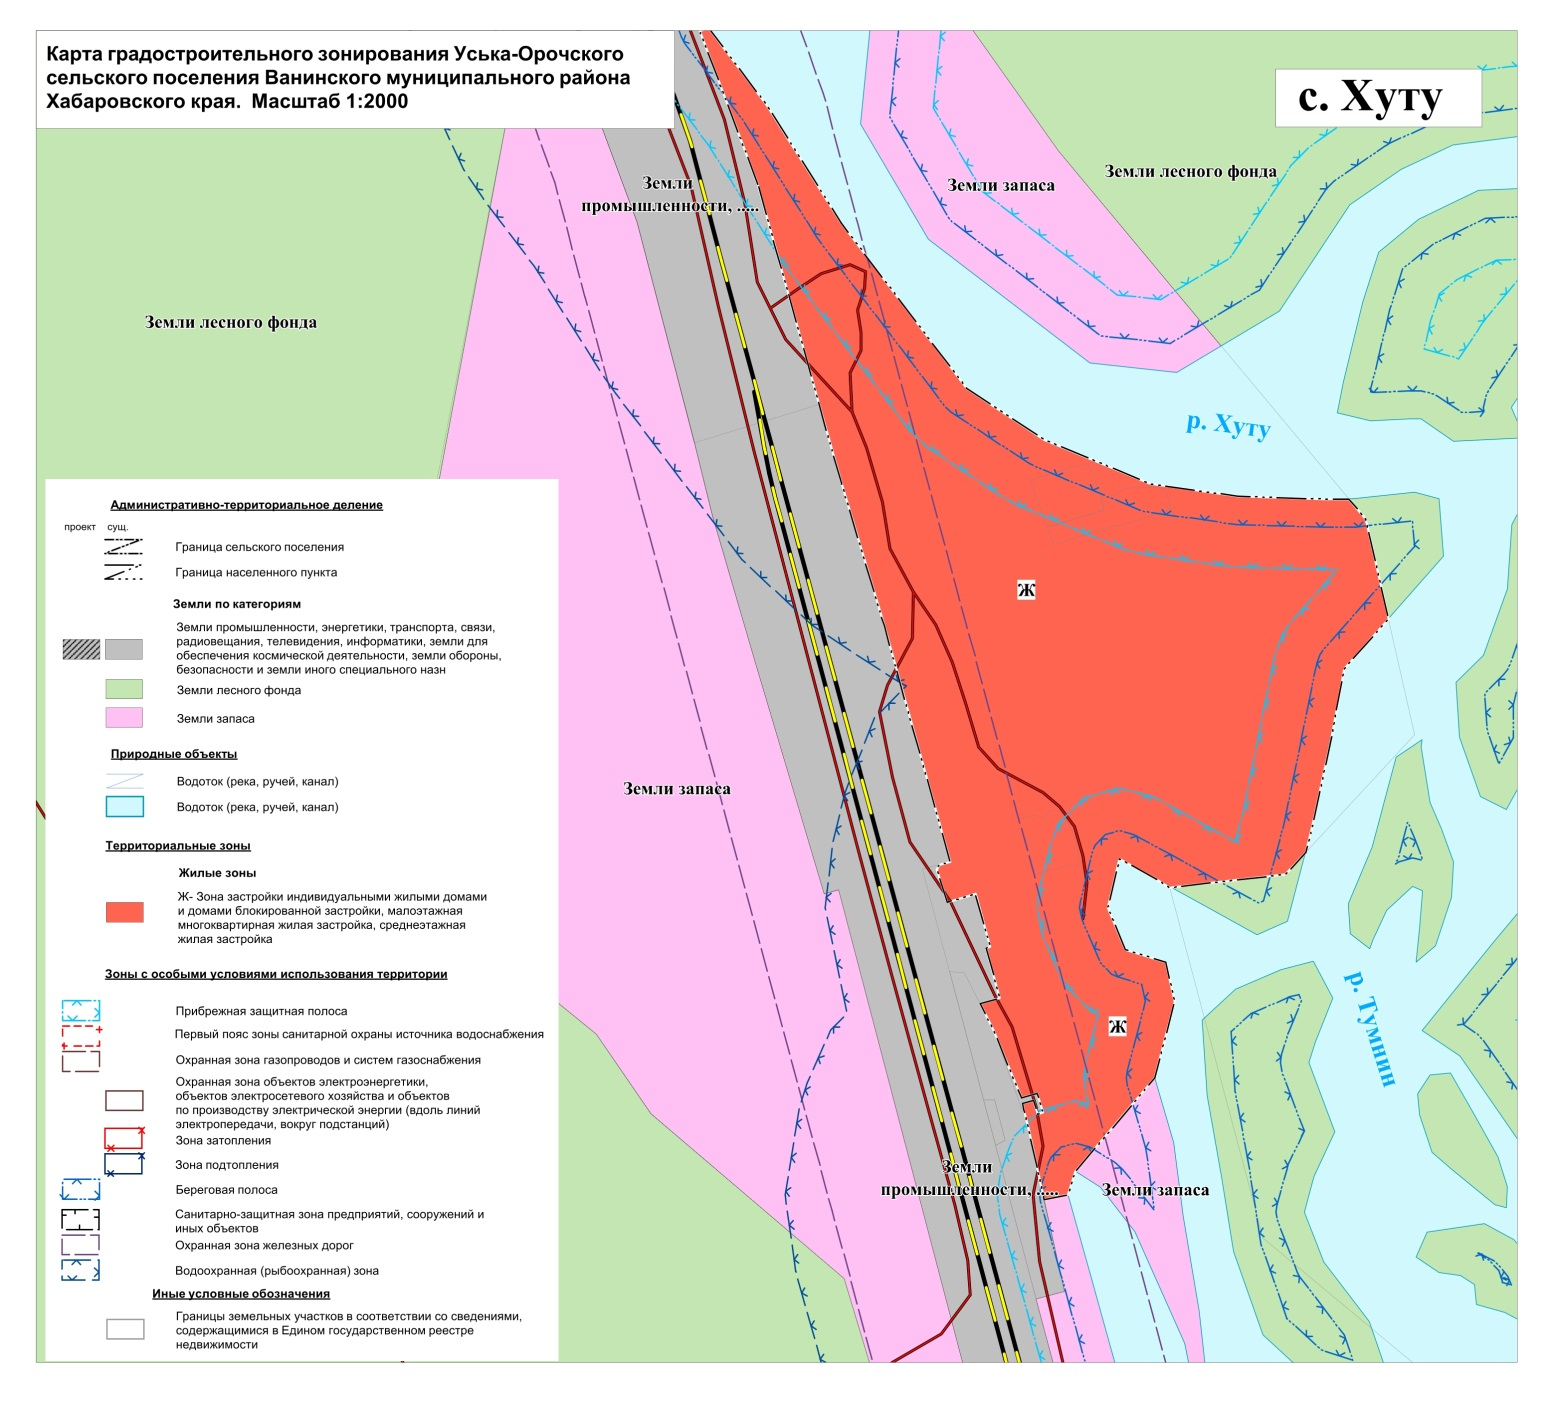 Карта градостроительного зонирования Уська-Орочского
сельского поселения Ванинского муниципального района
Хабаровского края.  Масштаб 1:2000
с. Хуту
Земли лесного фонда
Земли запаса
Земли
промышленности, .....
Земли лесного фонда
р. Хуту
Ж
Земли запаса
р. Тумнин
Ж
Земли
промышленности, .....
Земли запаса
Административно-территориальное деление
проект сущ.
Граница сельского поселения
Граница населенного пункта
Земли по категориям
Земли промышленности, энергетики, транспорта, связи,
радиовещания, телевидения, информатики, земли для
обеспечения космической деятельности, земли обороны,
безопасности и земли иного специального назн
Земли лесного фонда
Земли запаса
Природные объекты
Водоток (река, ручей, канал)
Водоток (река, ручей, канал)
Территориальные зоны
Жилые зоны
Ж- Зона застройки индивидуальными жилыми домами
и домами блокированной застройки, малоэтажная
многоквартирная жилая застройка, среднеэтажная
жилая застройка
Зоны с особыми условиями использования территории
Прибрежная защитная полоса
Первый пояс зоны санитарной охраны источника водоснабжения
Охранная зона газопроводов и систем газоснабжения
Охранная зона объектов электроэнергетики,
объектов электросетевого хозяйства и объектов
по производству электрической энергии (вдоль линий
электропередачи, вокруг подстанций)
Зона затопления
Зона подтопления
Береговая полоса
Санитарно-защитная зона предприятий, сооружений и
иных объектов
Охранная зона железных дорог
Водоохранная (рыбоохранная) зона
Иные условные обозначения
Границы земельных участков в соответствии со сведениями,
содержащимися в Едином государственном реестре
недвижимости